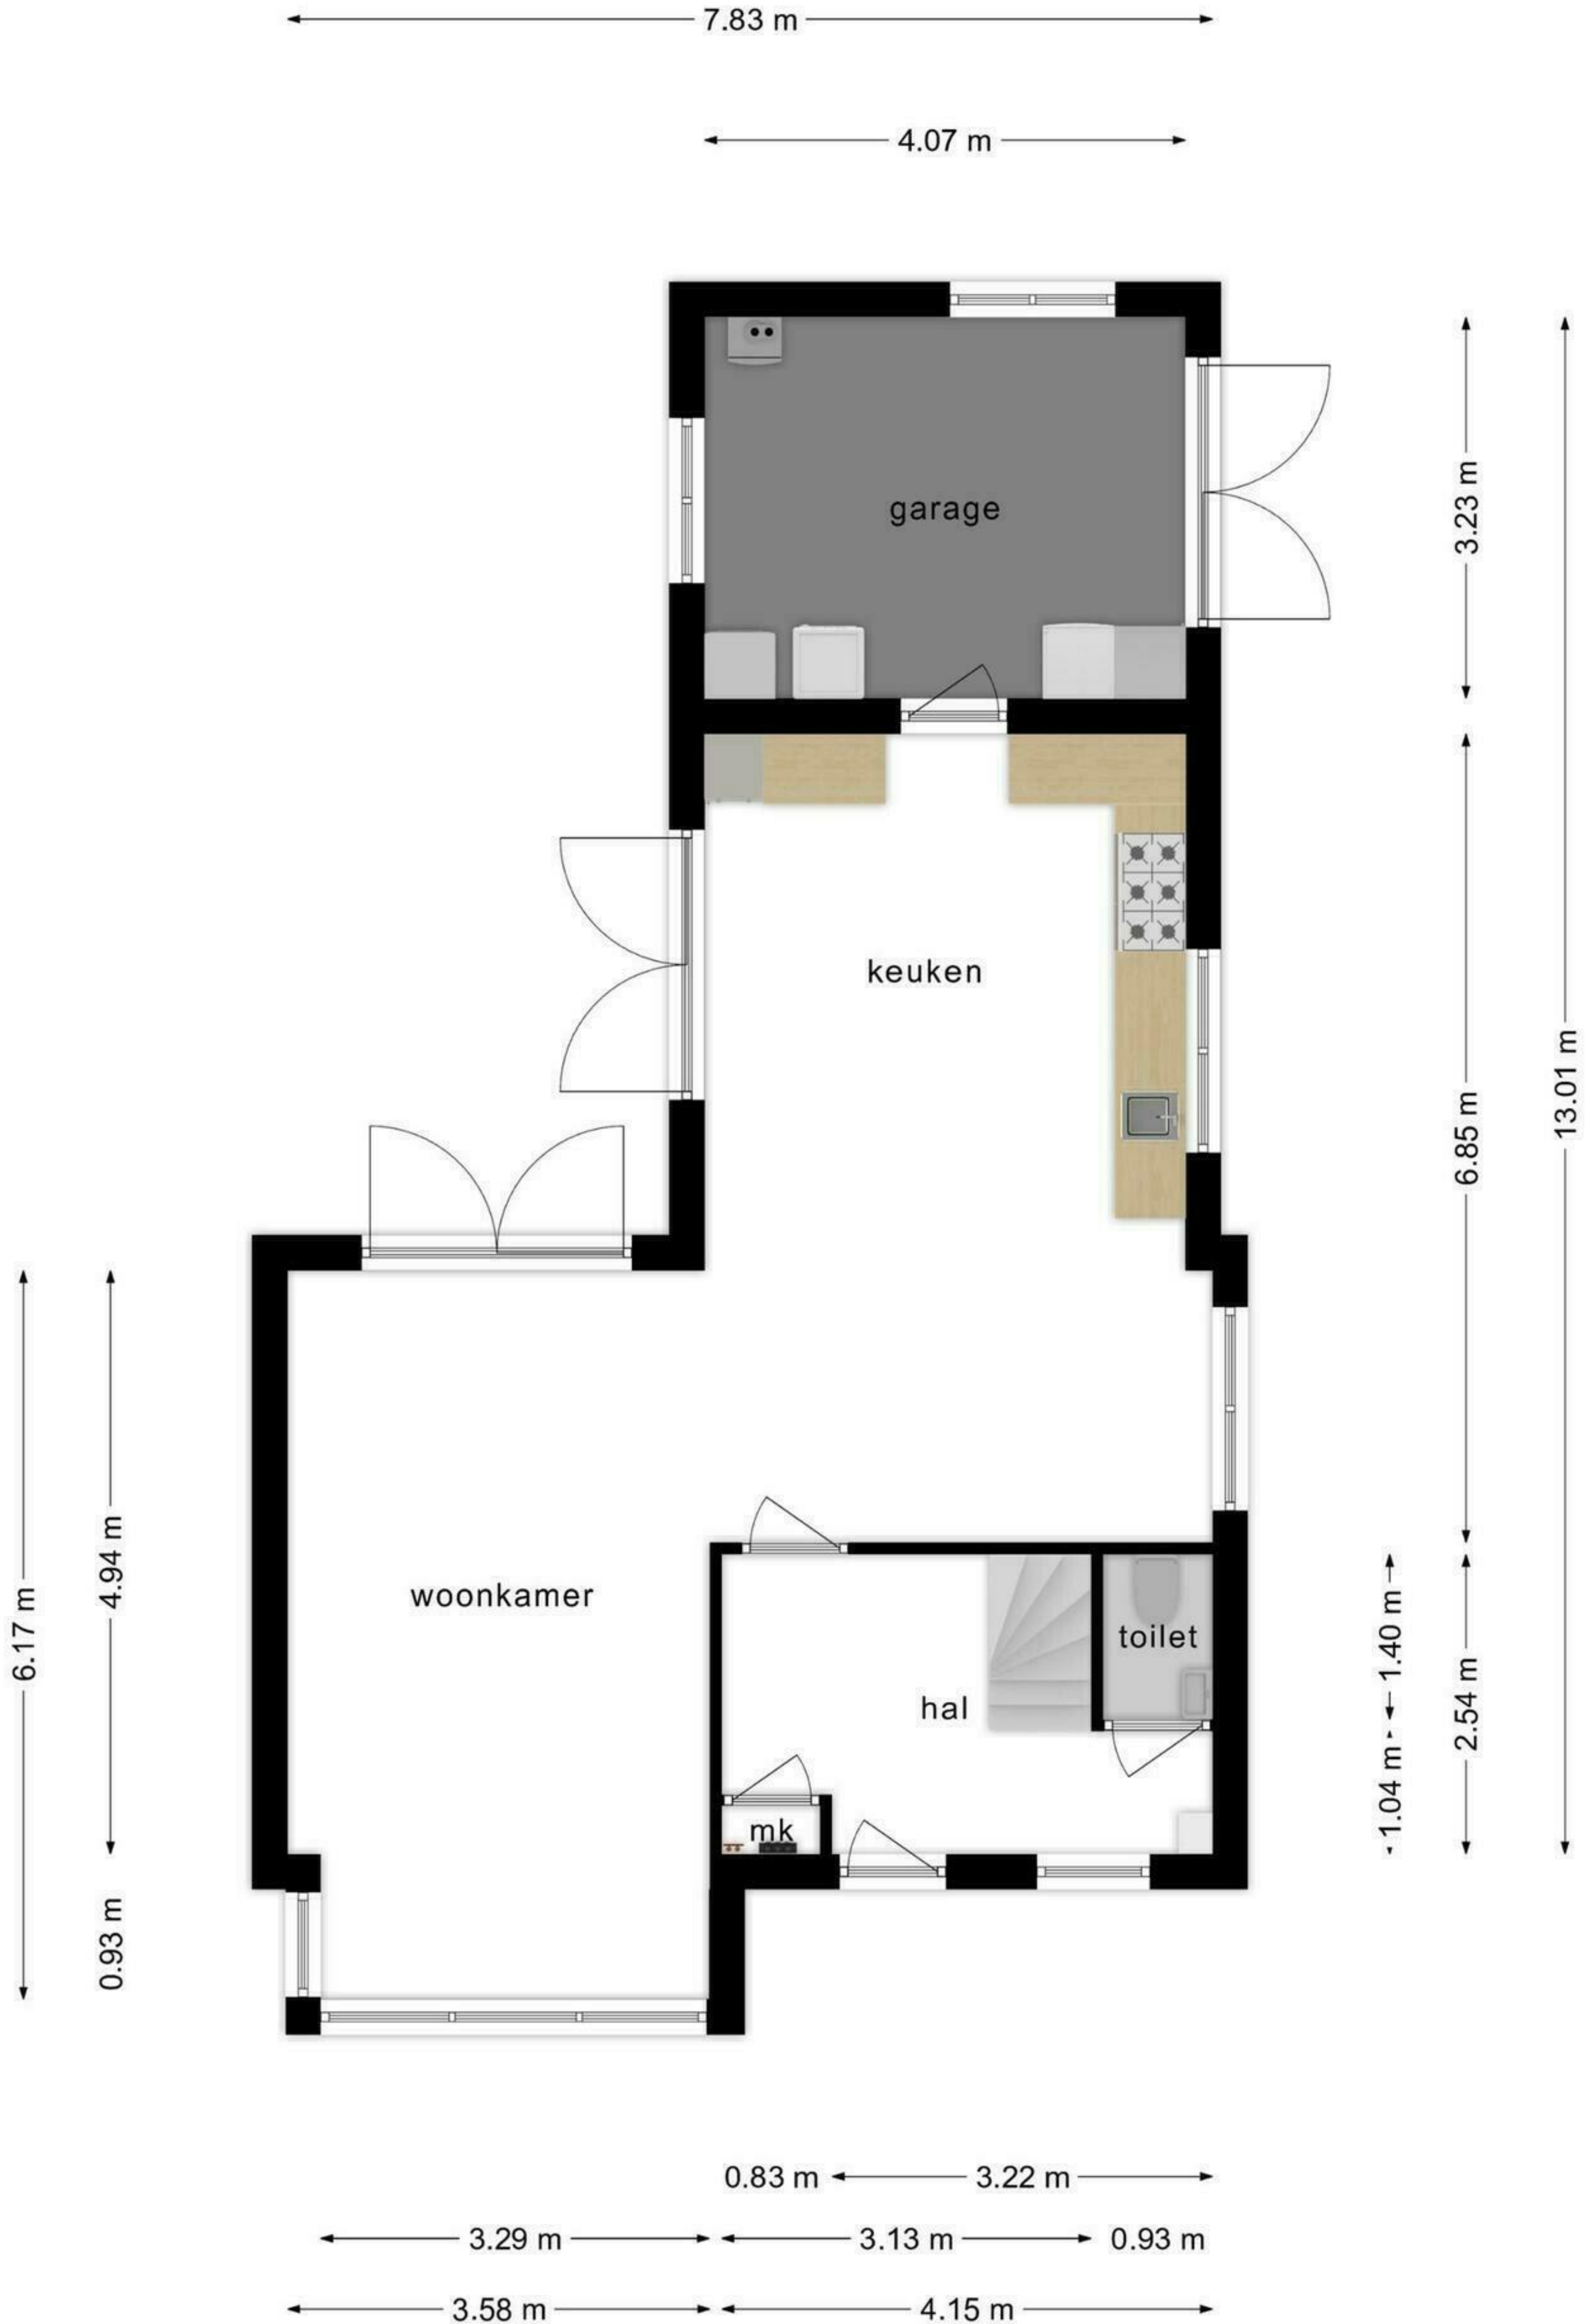 7.83 m
4.07 m
garage
3.23 m
keuken
13.01 m
6.85 m
4.94 m
6.17 m
woonkamer
toilet
1.40 m
hal
2.54 m
1.04 m
mk
0.93 m
0.83 m
3.22 m
3.29 m
3.13 m
0.93 m
3.58 m
4.15 m